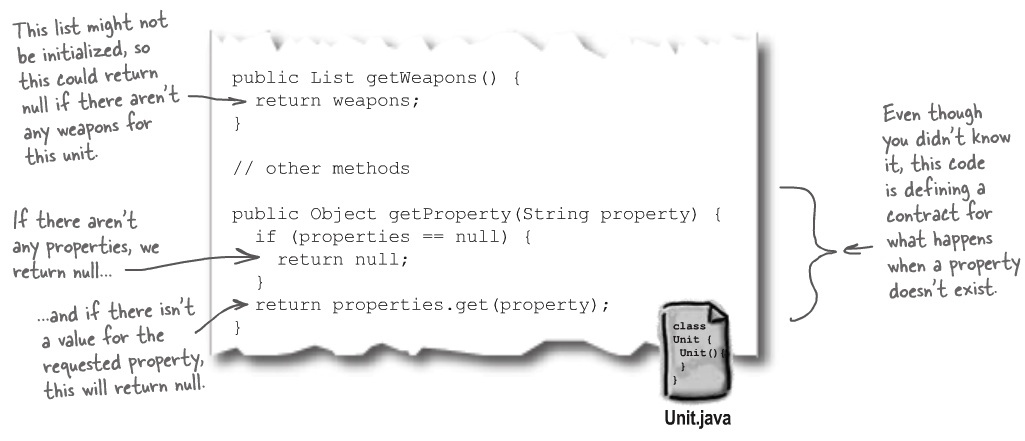 This list might not
be initialized, so
this could return
null if there aren't
any weapons for
this unit.
public List getWeapons() {
return weapons;
}
// other methods
If there aren't
any properties, we
return null...
public Object getProperty(String property) {
if (properties == null) {
return null;
}
return properties.get(property);
}
...and if there isn't
a value for the
requested property,
this will return null.
Even though
you didn't know
it, this code
is defining a
contract for
what happens
when a property
doesn't exist.
class
Unit {
Unit(){
}
}
Unit.java